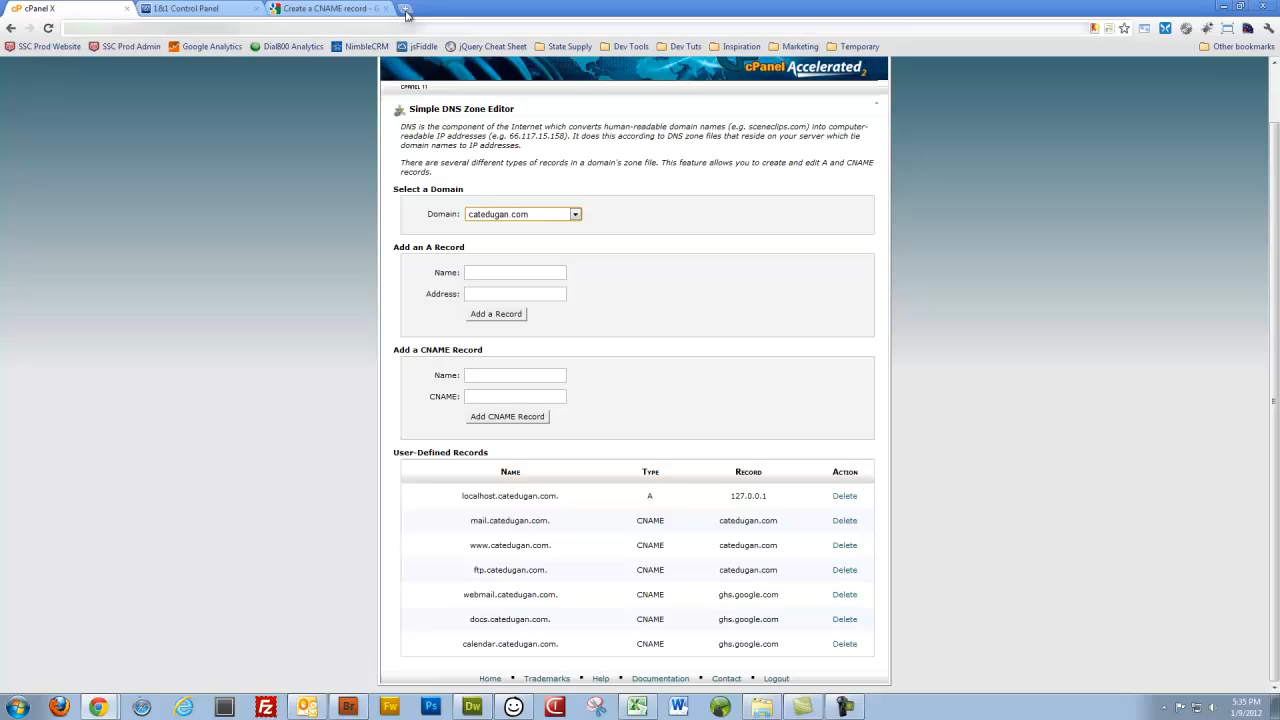 cPanel X
1&1 Control Panel
Create a CNAME record - G
SSC Prod Website
SSC Prod Admin
Google Analytics
Dial800 Analytics
NimbleCRM
jsFiddle
jQuery Cheat Sheet
State Supply
Dev Tools
Dev Tuts
Inspiration
Marketing
Temporary
Other bookmarks
cPanel Accelerated2
CPANEL 11
Simple DNS Zone Editor
DNS is the component of the Internet which converts human-readable domain names (e.g. sceneclips.com) into computer-
readable IP addresses (e.g. 66.117.15.158). It does this according to DNS zone files that reside on your server which tie
domain names to IP addresses.
There are several different types of records in a domain's zone file. This feature allows you to create and edit A and CNAME
records.
Select a Domain
Domain: catedugan.com
Add an A Record
Name:
Address:
Add a Record
Add a CNAME Record
Name:
CNAME:
Add CNAME Record
User-Defined Records
NAME TYPE RECORD ACTION
localhost.catedugan.com. A 127.0.0.1 Delete
mail.catedugan.com. CNAME catedugan.com Delete
www.catedugan.com. CNAME catedugan.com Delete
ftp.catedugan.com. CNAME catedugan.com Delete
webmail.catedugan.com. CNAME ghs.google.com Delete
docs.catedugan.com. CNAME ghs.google.com Delete
calendar.catedugan.com. CNAME ghs.google.com Delete
Home Trademarks Help Documentation Contact Logout
Br
Fw
Ps
Dw
5:35 PM
1/9/2012